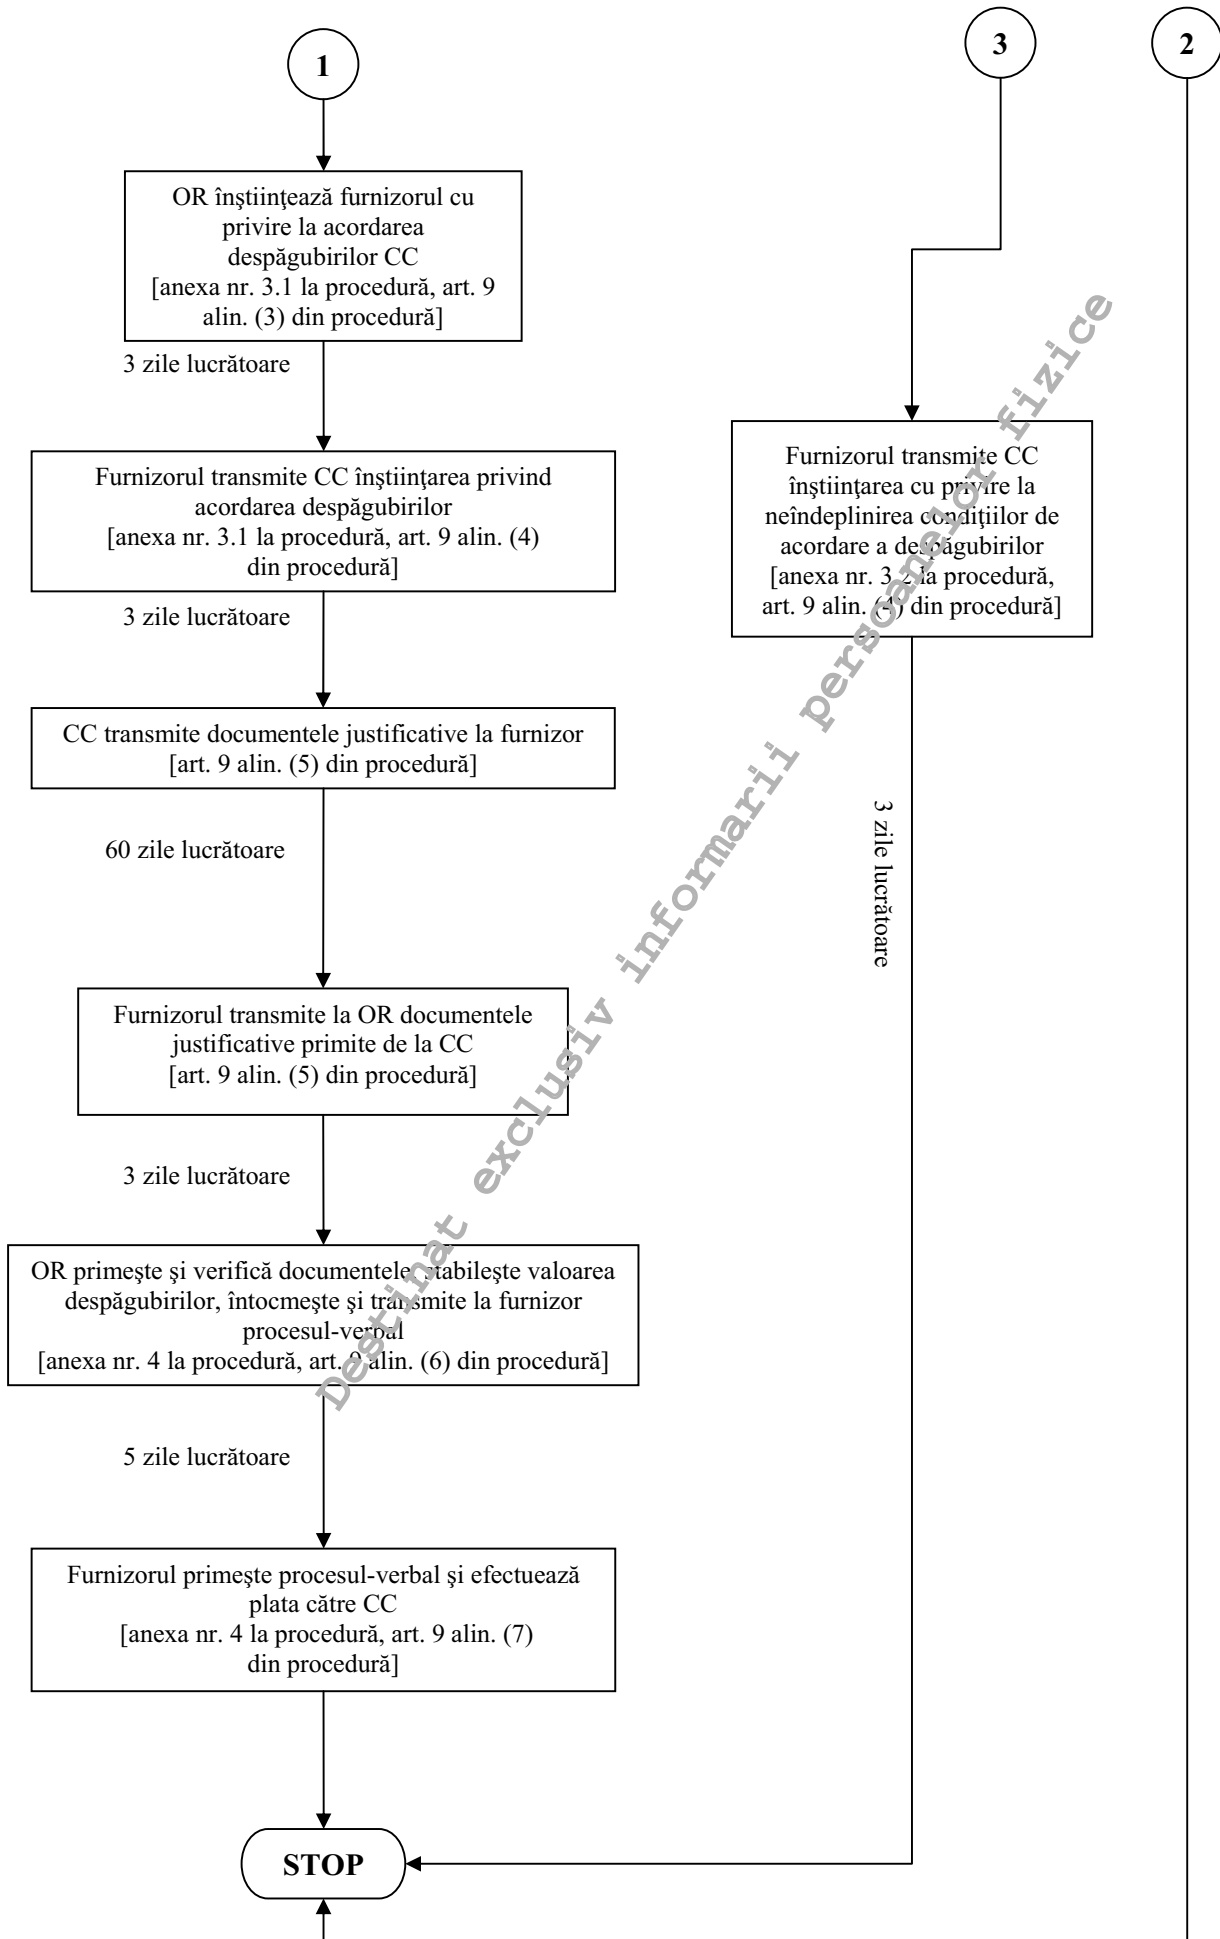 1
3
2
OR înştiinţează furnizorul cu
privire la acordarea
despăgubirilor CC
[anexa nr. 3.1 la procedură, art. 9
alin. (3) din procedură]
3 zile lucrătoare
Furnizorul transmite CC înştiinţarea privind
acordarea despăgubirilor
[anexa nr. 3.1 la procedură, art. 9 alin. (4)
din procedură]
3 zile lucrătoare
CC transmite documentele justificative la furnizor
[art. 9 alin. (5) din procedură]
60 zile lucrătoare
Furnizorul transmite la OR documentele
justificative primite de la CC
[art. 9 alin. (5) din procedură]
3 zile lucrătoare
OR primeşte şi verifică documentele, stabileşte valoarea
despăgubirilor, întocmeşte şi transmite la furnizor
procesul-verbal
[anexa nr. 4 la procedură, art. 9 alin. (6) din procedură]
5 zile lucrătoare
Furnizorul primeşte procesul-verbal şi efectuează
plata către CC
[anexa nr. 4 la procedură, art. 9 alin. (7)
din procedură]
STOP
Furnizorul transmite CC
înştiinţarea cu privire la
neîndeplinirea condiţiilor de
acordare a despăgubirilor
[anexa nr. 3.2 la procedură,
art. 9 alin. (4) din procedură]
3 zile lucrătoare
Destinat exclusiv informarii persoanelor fizice